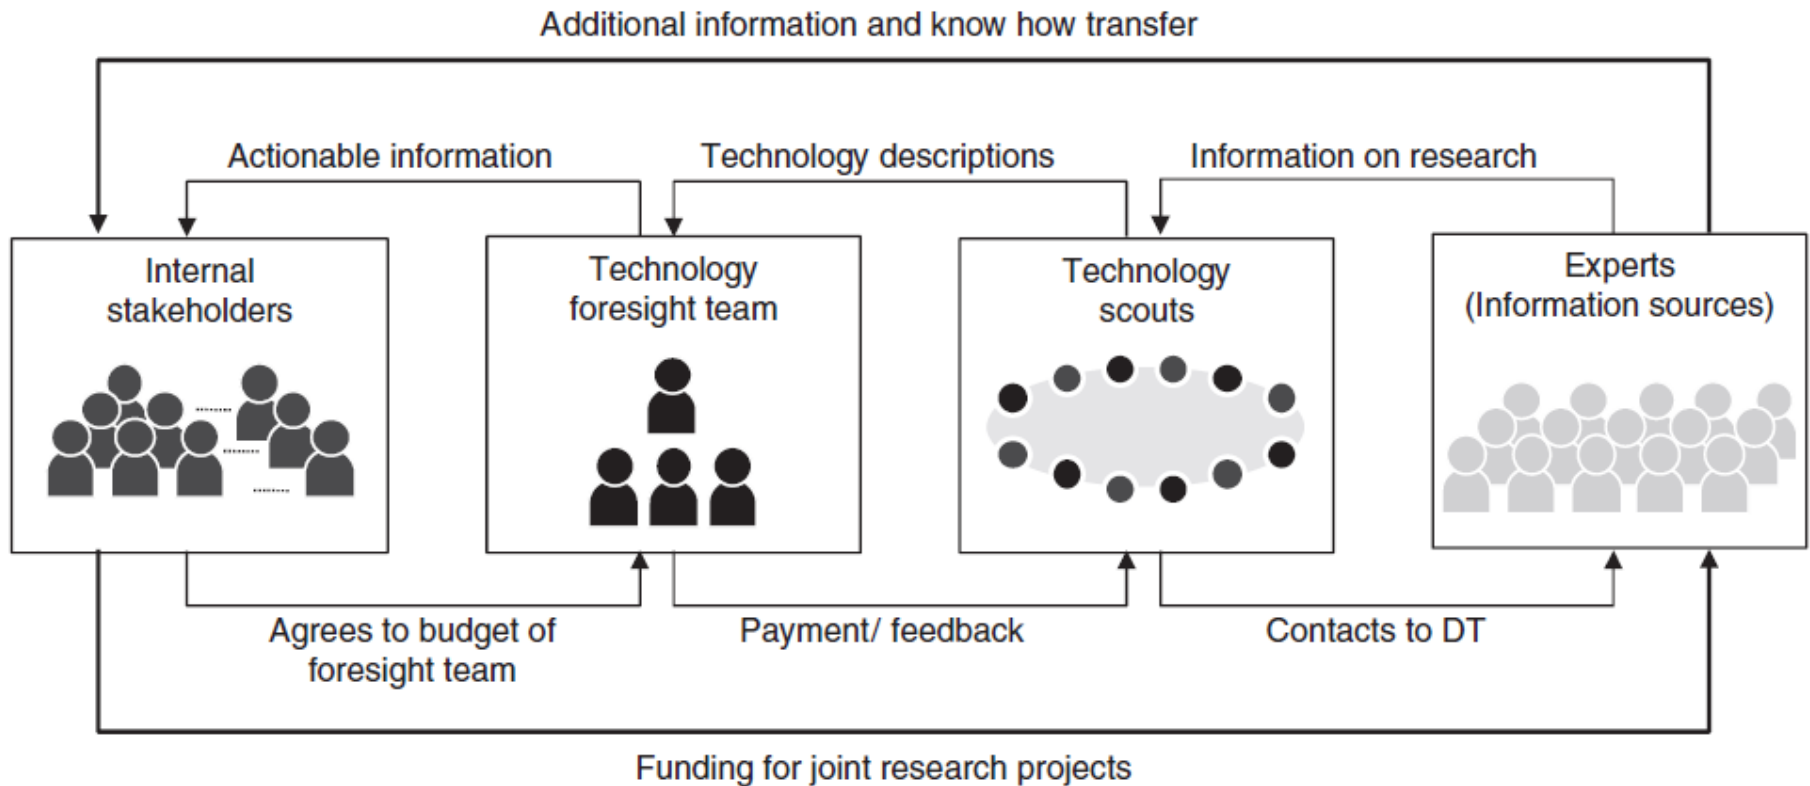 Additional information and know how transfer
Actionable information
Technology descriptions
Information on research
Internal
stakeholders
Technology
foresight team
Technology
scouts
Experts
(Information sources)
Agrees to budget of
foresight team
Payment/ feedback
Contacts to DT
Funding for joint research projects